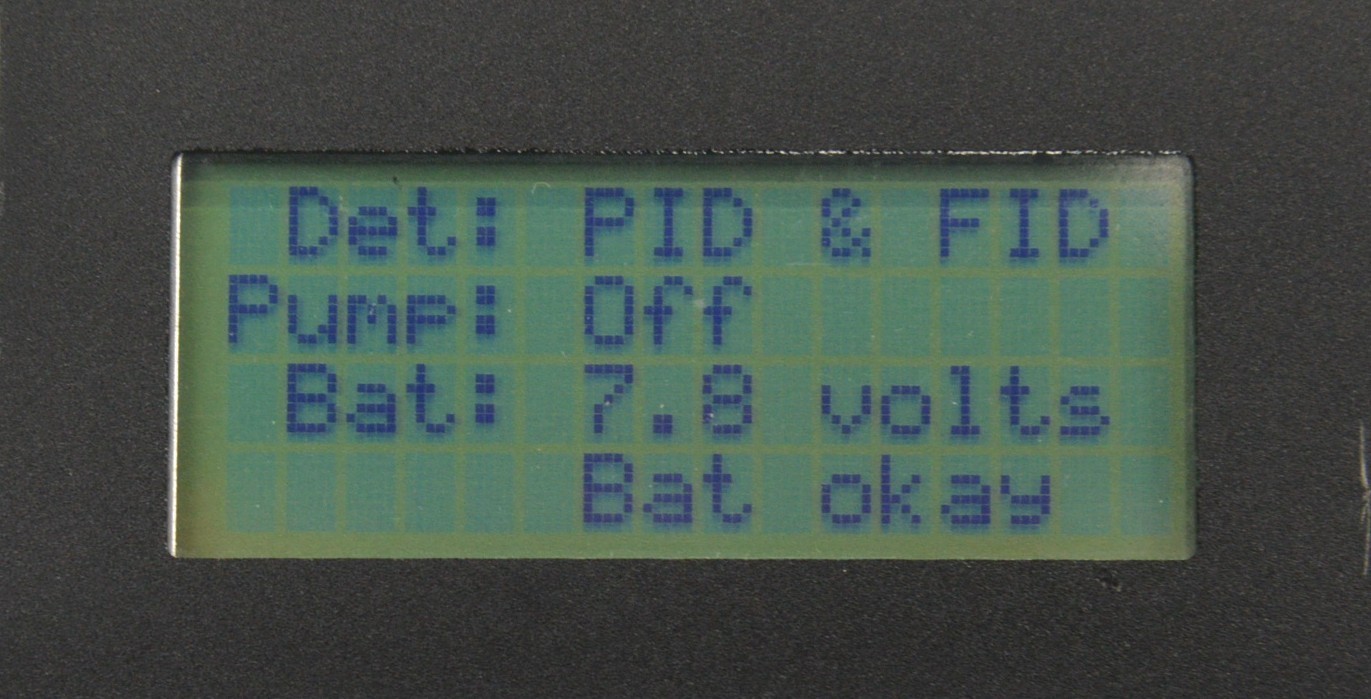 Det: PID & FID
Pump: Off
Bat: 7.8 volts
Bat okay